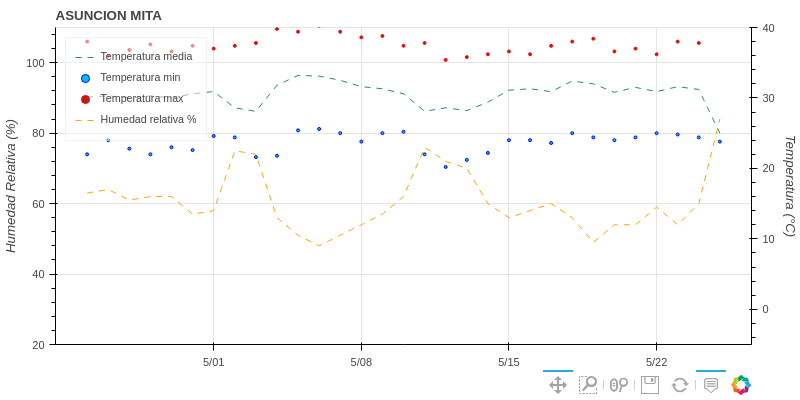 ASUNCION MITA
Temperatura media
Temperatura min
Temperatura max
Humedad relativa %
Humedad Relativa (%)
100
80
60
40
20
40
30
20
10
0
Temperatura (°C)
5/01
5/08
5/15
5/22